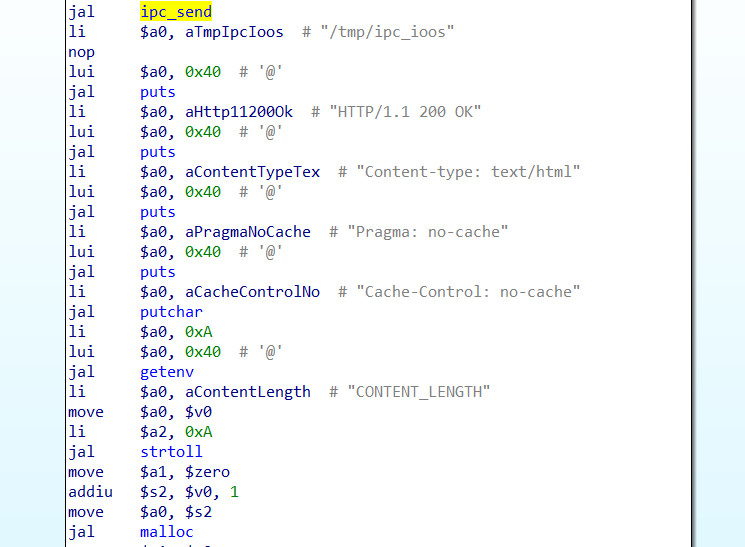 jal ipc_send
li $a0, aTmpIpcIoos # "/tmp/ipc_ioos"
nop
lui $a0, 0x40 # '@'
jal puts
li $a0, aHttp11200Ok # "HTTP/1.1 200 OK"
lui $a0, 0x40 # '@'
jal puts
li $a0, aContentTypeTex # "Content-type: text/html"
lui $a0, 0x40 # '@'
jal puts
li $a0, aPragmaNoCache # "Pragma: no-cache"
lui $a0, 0x40 # '@'
jal puts
li $a0, aCacheControlNo # "Cache-Control: no-cache"
jal putchar
li $a0, 0xA
lui $a0, 0x40 # '@'
jal getenv
li $a0, aContentLength # "CONTENT_LENGTH"
move $a0, $v0
li $a2, 0xA
jal strtoll
move $a1, $zero
addiu $s2, $v0, 1
move $a0, $s2
jal malloc